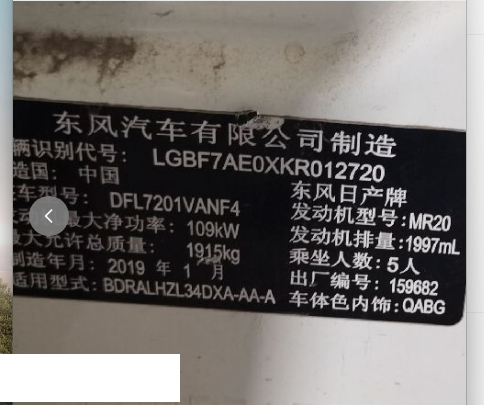 东风汽车有限公司制造
辆识别代号: LGBF7AE0XKR012720
造国: 中国 东风日产牌
车型号: DFL7201VANF4 发动机型号:MR20
最大净功率: 109kW 发动机排量:1997mL
最大允许总质量: 1915kg 乘坐人数:5人
制造年月: 2019 年 1 月 出厂编号: 159682
适用型式: BDRALHZL34DXA-AA-A 车体色内饰:QABG